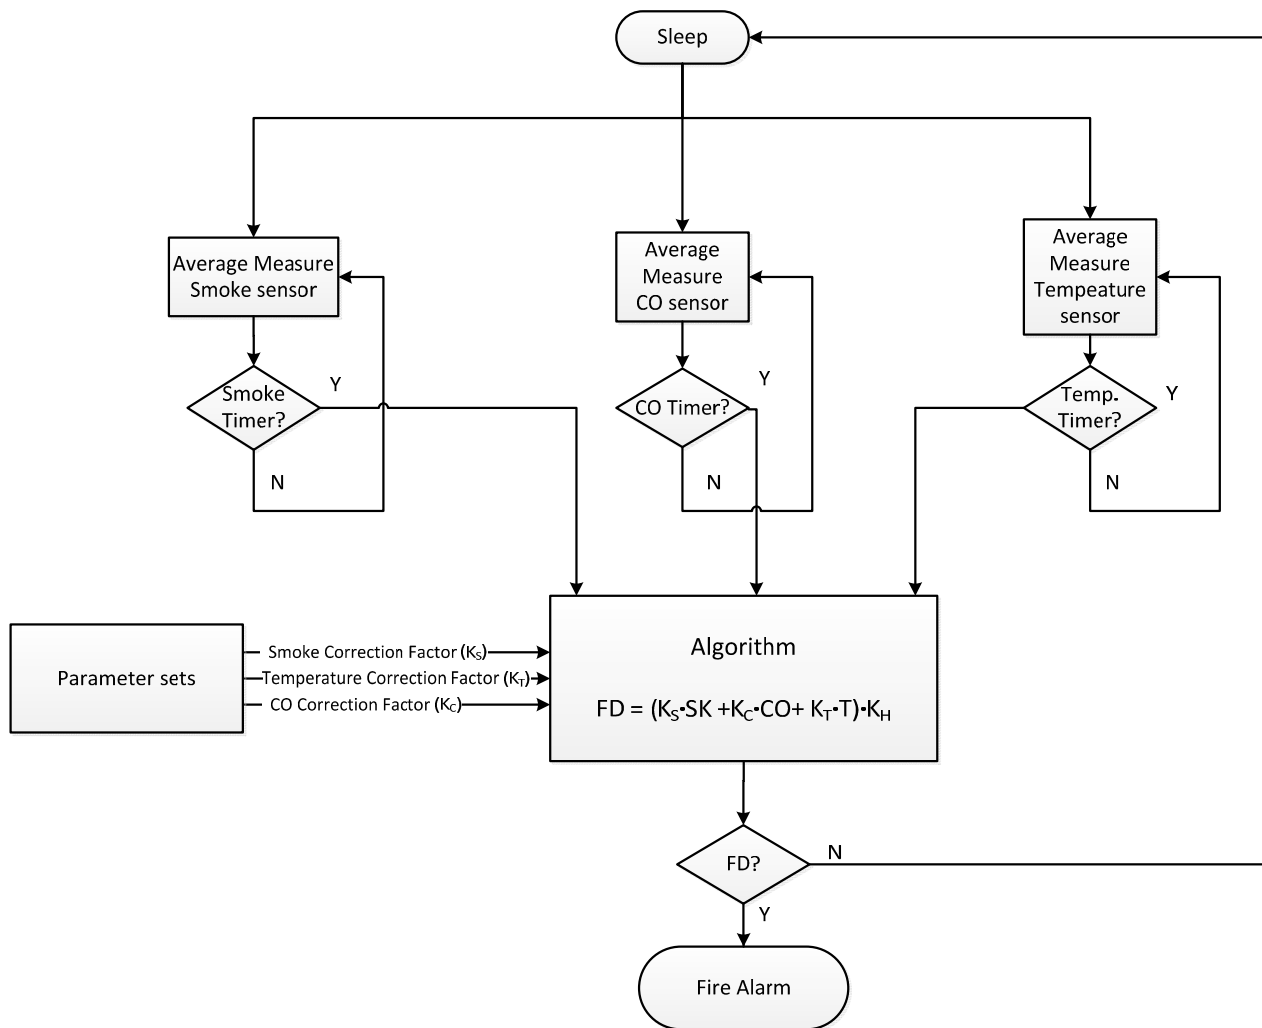 Sleep
Average Measure
Smoke sensor
Average
Measure
CO sensor
Average
Measure
Tempeature
sensor
Smoke
Timer?
Y
N
CO Timer?
Y
N
Temp.
Timer?
Y
N
Parameter sets
Smoke Correction Factor (KS)
Temperature Correction Factor (KT)
CO Correction Factor (KC)
Algorithm
FD = (KS·SK +KC·CO+ KT·T)·KH
FD?
N
Y
Fire Alarm